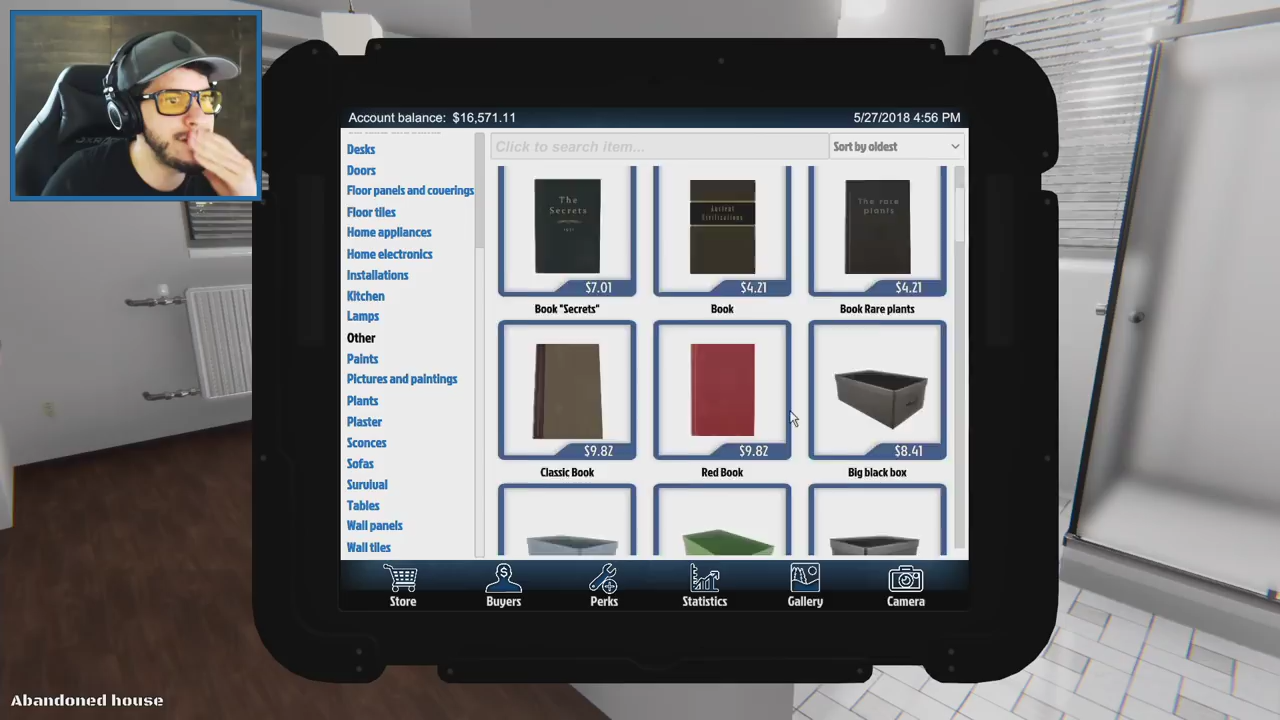 Account balance: $16,571.11
5/27/2018 4:56 PM
Desks
Doors
Floor panels and coverings
Floor tiles
Home appliances
Home electronics
Installations
Kitchen
Lamps
Other
Paints
Pictures and paintings
Plants
Plaster
Sconces
Sofas
Survival
Tables
Wall panels
Wall tiles
Click to search item...
Sort by oldest
The
Secrets
$7.01
Book "Secrets"
Ancient
Civilizations
$4.21
Book
The rare
plants
$4.21
Book Rare plants
$9.82
Classic Book
$9.82
Red Book
$8.41
Big black box
Store
Buyers
Perks
Statistics
Gallery
Camera
Abandoned house